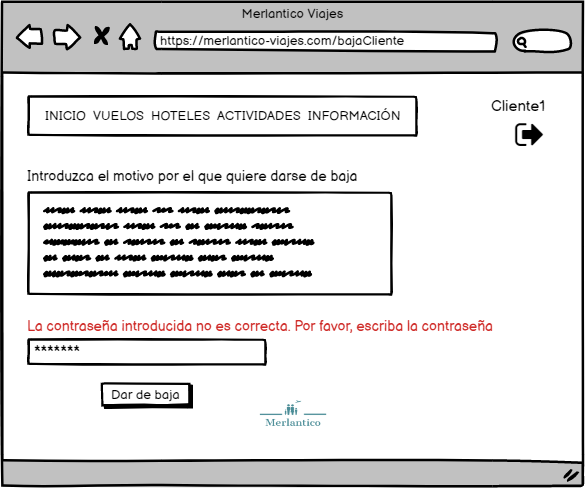 Merlantico Viajes
https://merlantico-viajes.com/bajaCliente
INICIO VUELOS HOTELES ACTIVIDADES INFORMACIÓN
Cliente1
Introduzca el motivo por el que quiere darse de baja
La contraseña introducida no es correcta. Por favor, escriba la contraseña
*******
Dar de baja
Merlantico